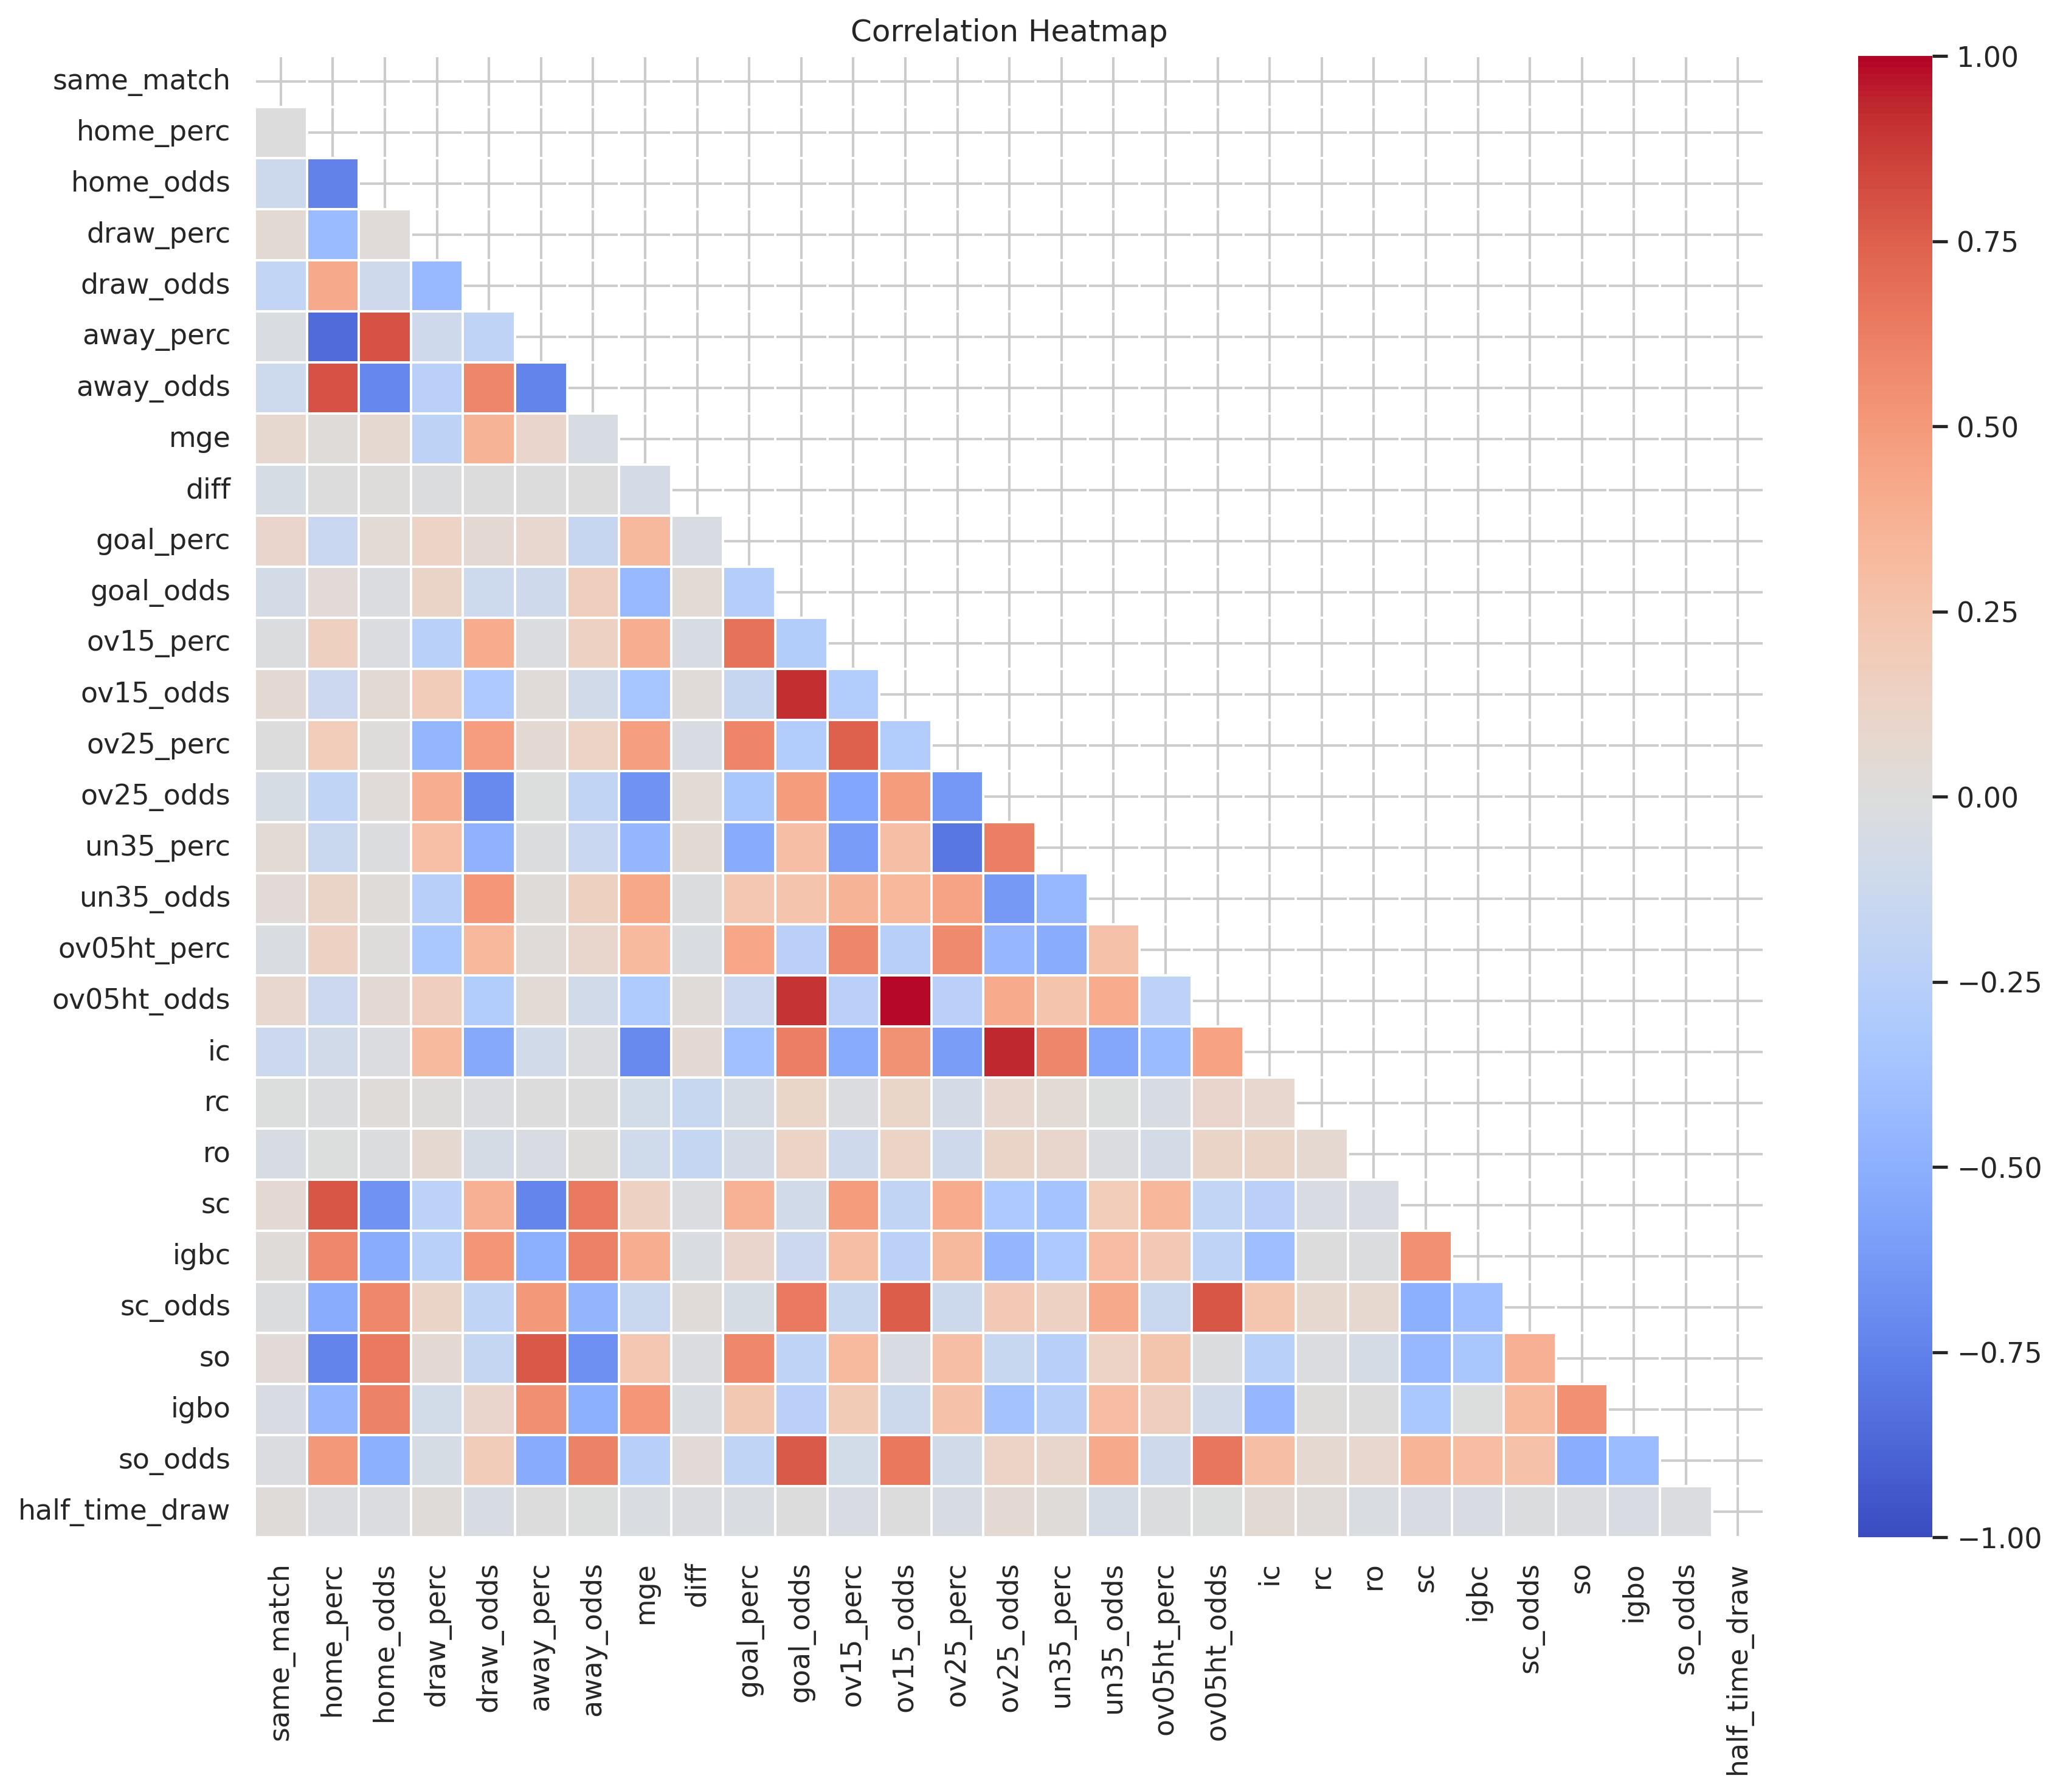 Correlation Heatmap
same_match
home_perc
home_odds
draw_perc
draw_odds
away_perc
away_odds
mge
diff
goal_perc
goal_odds
ov15_perc
ov15_odds
ov25_perc
ov25_odds
un35_perc
un35_odds
ov05ht_perc
ov05ht_odds
ic
rc
ro
sc
igbc
sc_odds
so
igbo
so_odds
half_time_draw
same_match
home_perc
home_odds
draw_perc
draw_odds
away_perc
away_odds
mge
diff
goal_perc
goal_odds
ov15_perc
ov15_odds
ov25_perc
ov25_odds
un35_perc
un35_odds
ov05ht_perc
ov05ht_odds
ic
rc
ro
sc
igbc
sc_odds
so
igbo
so_odds
half_time_draw
1.00
0.75
0.50
0.25
0.00
−0.25
−0.50
−0.75
−1.00